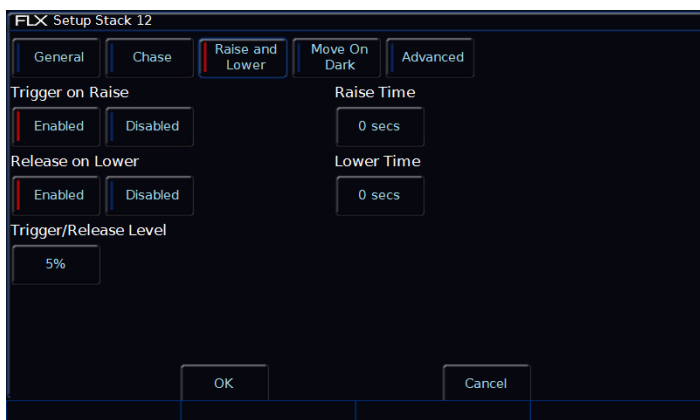 FLX Setup Stack 12
General
Chase
Raise and
Lower
Move On
Dark
Advanced
Trigger on Raise
Raise Time
Enabled
Disabled
0 secs
Release on Lower
Lower Time
Enabled
Disabled
0 secs
Trigger/Release Level
5%
OK
Cancel